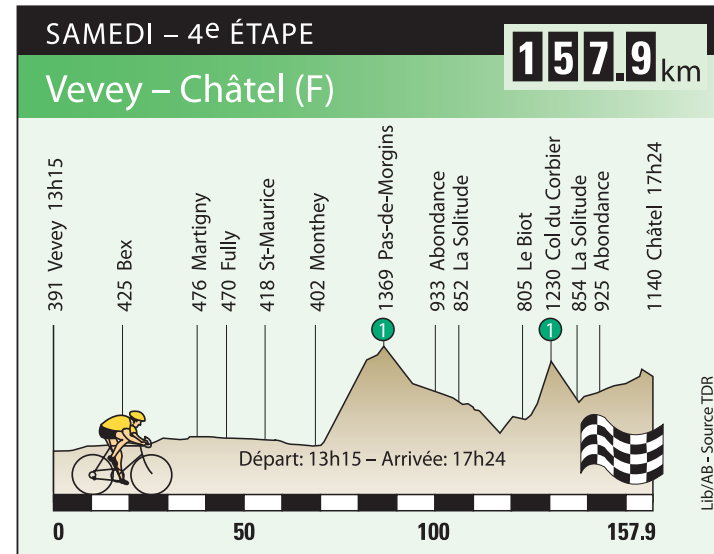 SAMEDI – 4e ÉTAPE
157.9 km
Vevey – Châtel (F)
391 Vevey 13h15
425 Bex
476 Martigny
470 Fully
418 St-Maurice
402 Monthey
1369 Pas-de-Morgins
933 Abondance
852 La Solitude
805 Le Biot
1230 Col du Corbier
854 La Solitude
925 Abondance
1140 Châtel 17h24
1
1
Départ: 13h15 – Arrivée: 17h24
0 50 100 157.9
Lib/AB - Source TDR